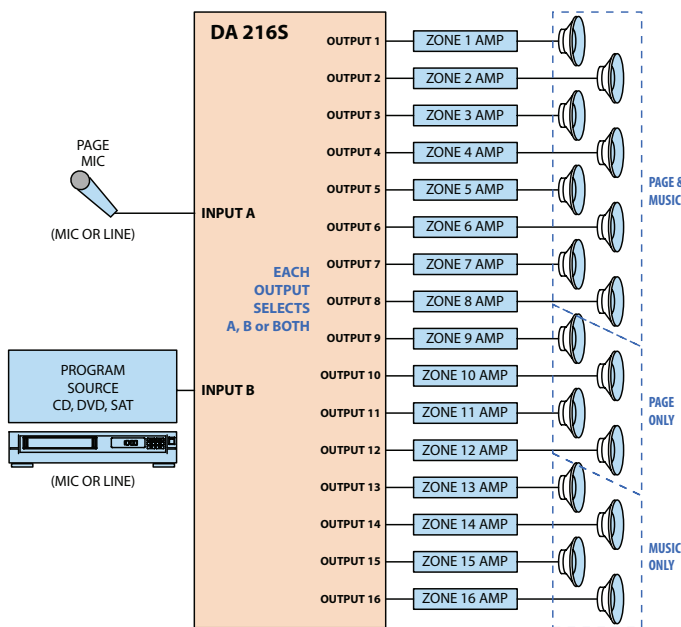 DA 216S
OUTPUT 1
ZONE 1 AMP
OUTPUT 2
ZONE 2 AMP
OUTPUT 3
ZONE 3 AMP
OUTPUT 4
ZONE 4 AMP
PAGE
MIC
OUTPUT 5
ZONE 5 AMP
PAGE &
MUSIC
INPUT A
(MIC OR LINE)
OUTPUT 6
ZONE 6 AMP
OUTPUT 7
ZONE 7 AMP
EACH
OUTPUT
SELECTS
A, B or BOTH
OUTPUT 8
ZONE 8 AMP
OUTPUT 9
ZONE 9 AMP
PROGRAM
SOURCE
CD, DVD, SAT
INPUT B
OUTPUT 10
ZONE 10 AMP
OUTPUT 11
ZONE 11 AMP
PAGE
ONLY
OUTPUT 12
ZONE 12 AMP
(MIC OR LINE)
OUTPUT 13
ZONE 13 AMP
OUTPUT 14
ZONE 14 AMP
MUSIC
ONLY
OUTPUT 15
ZONE 15 AMP
OUTPUT 16
ZONE 16 AMP